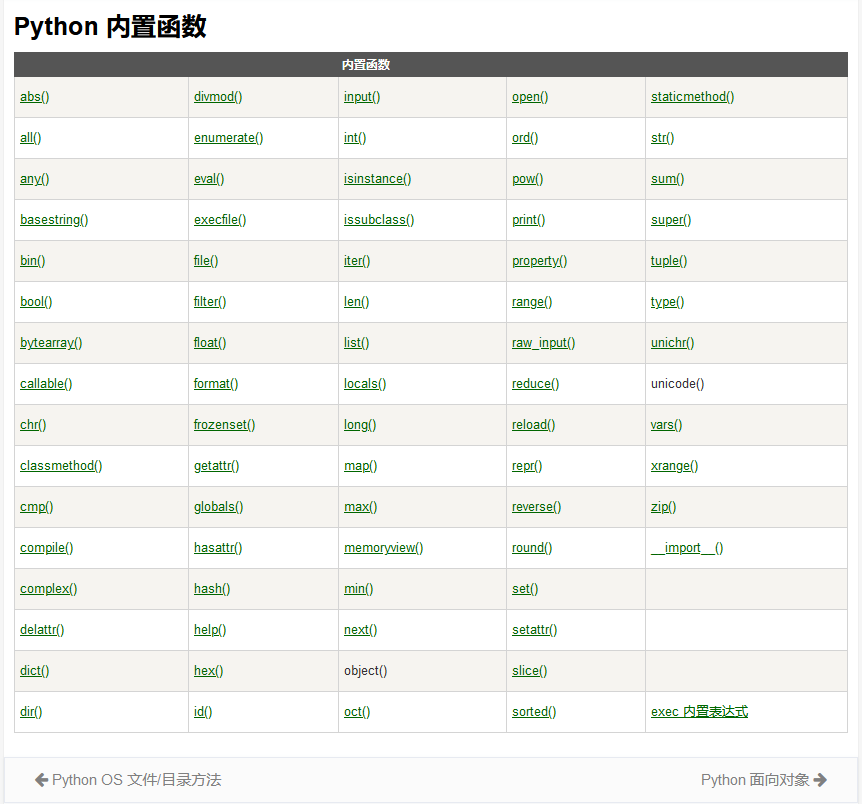 Python 内置函数
内置函数
abs() divmod() input() open() staticmethod()
all() enumerate() int() ord() str()
any() eval() isinstance() pow() sum()
basestring() execfile() issubclass() print() super()
bin() file() iter() property() tuple()
bool() filter() len() range() type()
bytearray() float() list() raw_input() unichr()
callable() format() locals() reduce() unicode()
chr() frozenset() long() reload() vars()
classmethod() getattr() map() repr() xrange()
cmp() globals() max() reverse() zip()
compile() hasattr() memoryview() round() __import__()
complex() hash() min() set()
delattr() help() next() setattr()
dict() hex() object() slice()
dir() id() oct() sorted() exec 内置表达式
Python OS 文件/目录方法 Python 面向对象